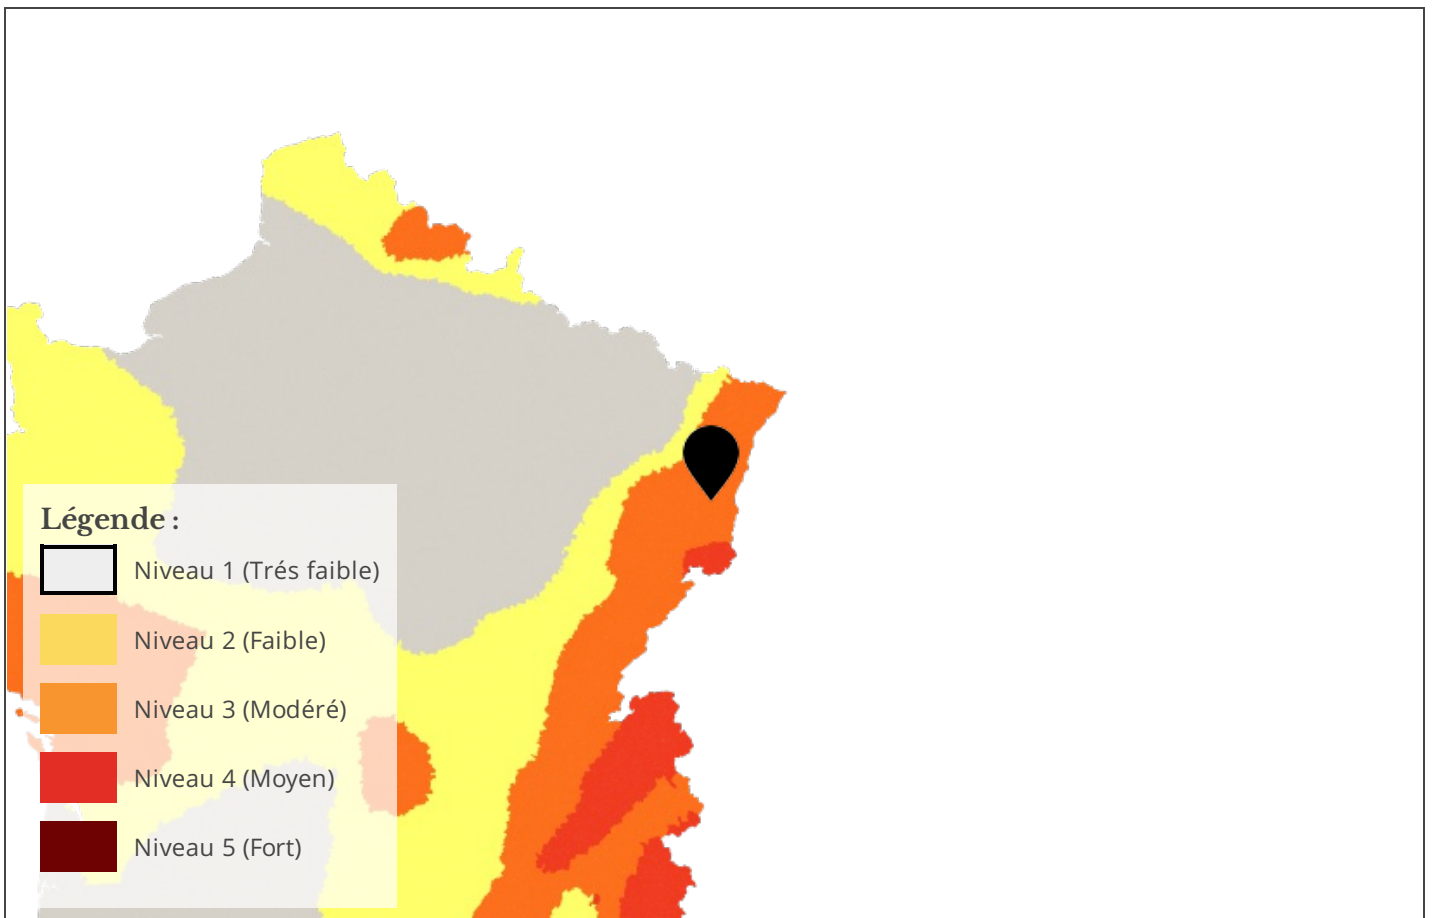 Légende :
Niveau 1 (Trés faible)
Niveau 2 (Faible)
Niveau 3 (Modéré)
Niveau 4 (Moyen)
Niveau 5 (Fort)